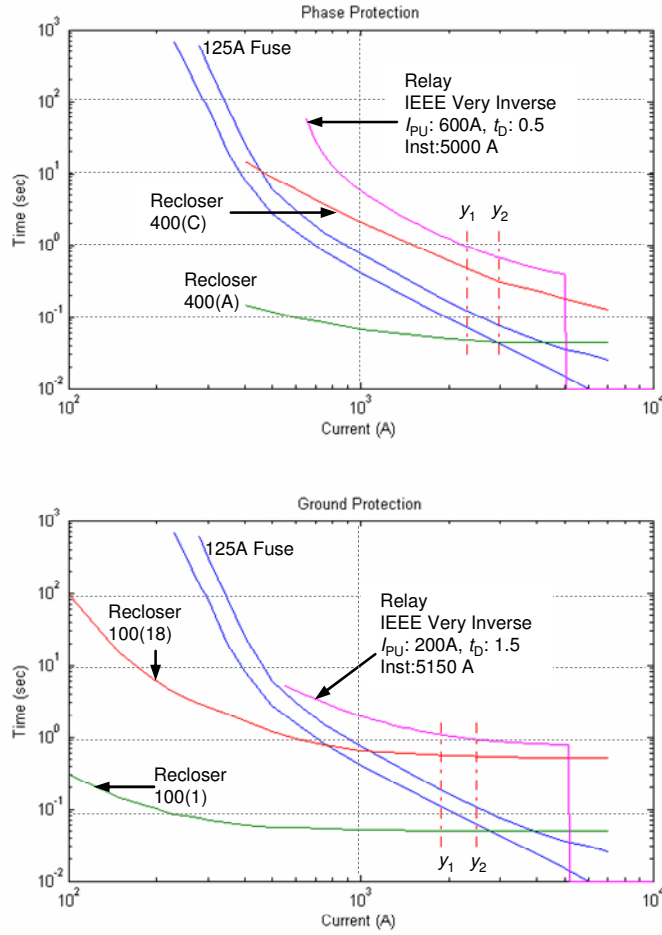 Phase Protection
10^3
125A Fuse
10^2
Relay
IEEE Very Inverse
I_PU: 600A, t_D: 0.5
Inst:5000 A
10^1
Recloser
400(C)
y_1 y_2
10^0
Recloser
400(A)
10^-1
10^-2
Time (sec)
10^2 10^3 10^4
Current (A)
Ground Protection
10^3
125A Fuse
10^2
Recloser
100(18)
Relay
IEEE Very Inverse
I_PU: 200A, t_D: 1.5
Inst:5150 A
10^1
10^0
Recloser
100(1)
10^-1
y_1 y_2
10^-2
Time (sec)
10^2 10^3 10^4
Current (A)